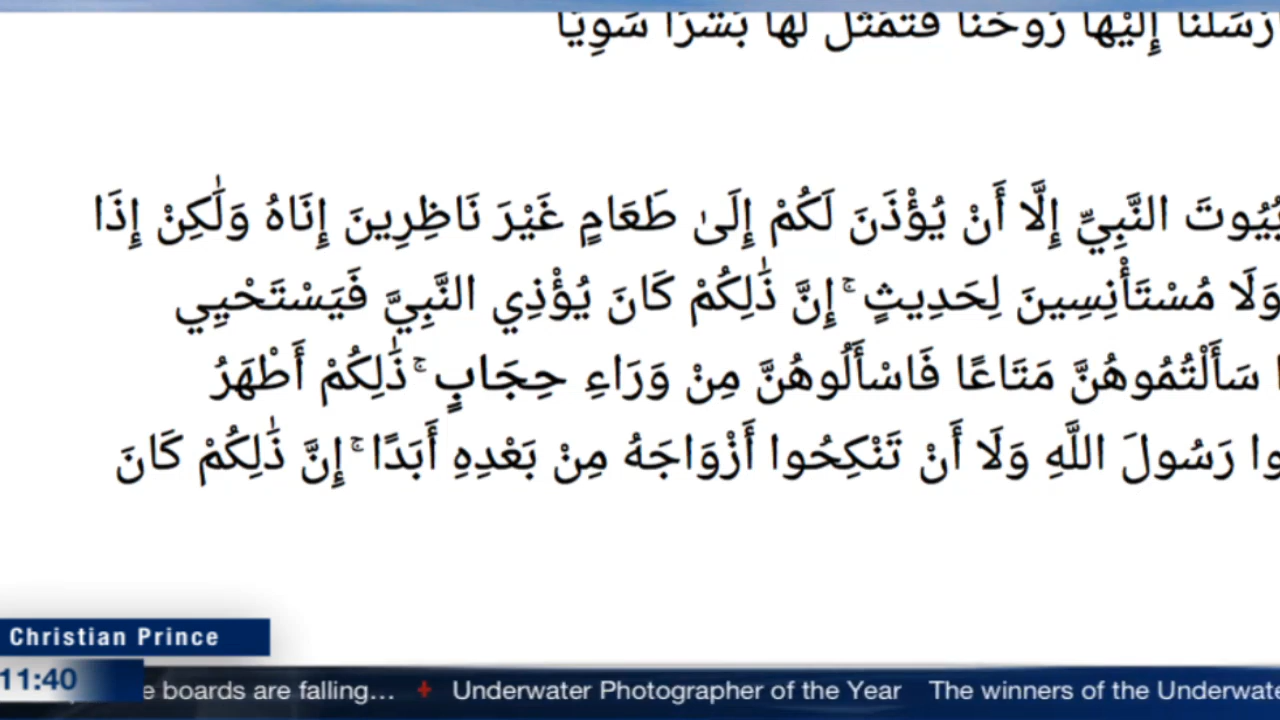 إِلَيْهَا رُوحَنَا فَتَمَثَّلَ لَهَا بَشَرًا سَوِيًّا
النَّبِيِّ إِلَّا أَنْ يُؤْذَنَ لَكُمْ إِلَىٰ طَعَامٍ غَيْرَ نَاظِرِينَ إِنَاهُ وَلَٰكِنْ إِذَا
وَلَا مُسْتَأْنِسِينَ لِحَدِيثٍ ۚ إِنَّ ذَٰلِكُمْ كَانَ يُؤْذِي النَّبِيَّ فَيَسْتَحْيِي
سَأَلْتُمُوهُنَّ مَتَاعًا فَاسْأَلُوهُنَّ مِنْ وَرَاءِ حِجَابٍ ۚ ذَٰلِكُمْ أَطْهَرُ
رَسُولَ اللَّهِ وَلَا أَنْ تَنْكِحُوا أَزْوَاجَهُ مِنْ بَعْدِهِ أَبَدًا ۚ إِنَّ ذَٰلِكُمْ كَانَ
Christian Prince
11:40
e boards are falling... + Underwater Photographer of the Year The winners of the Underwate